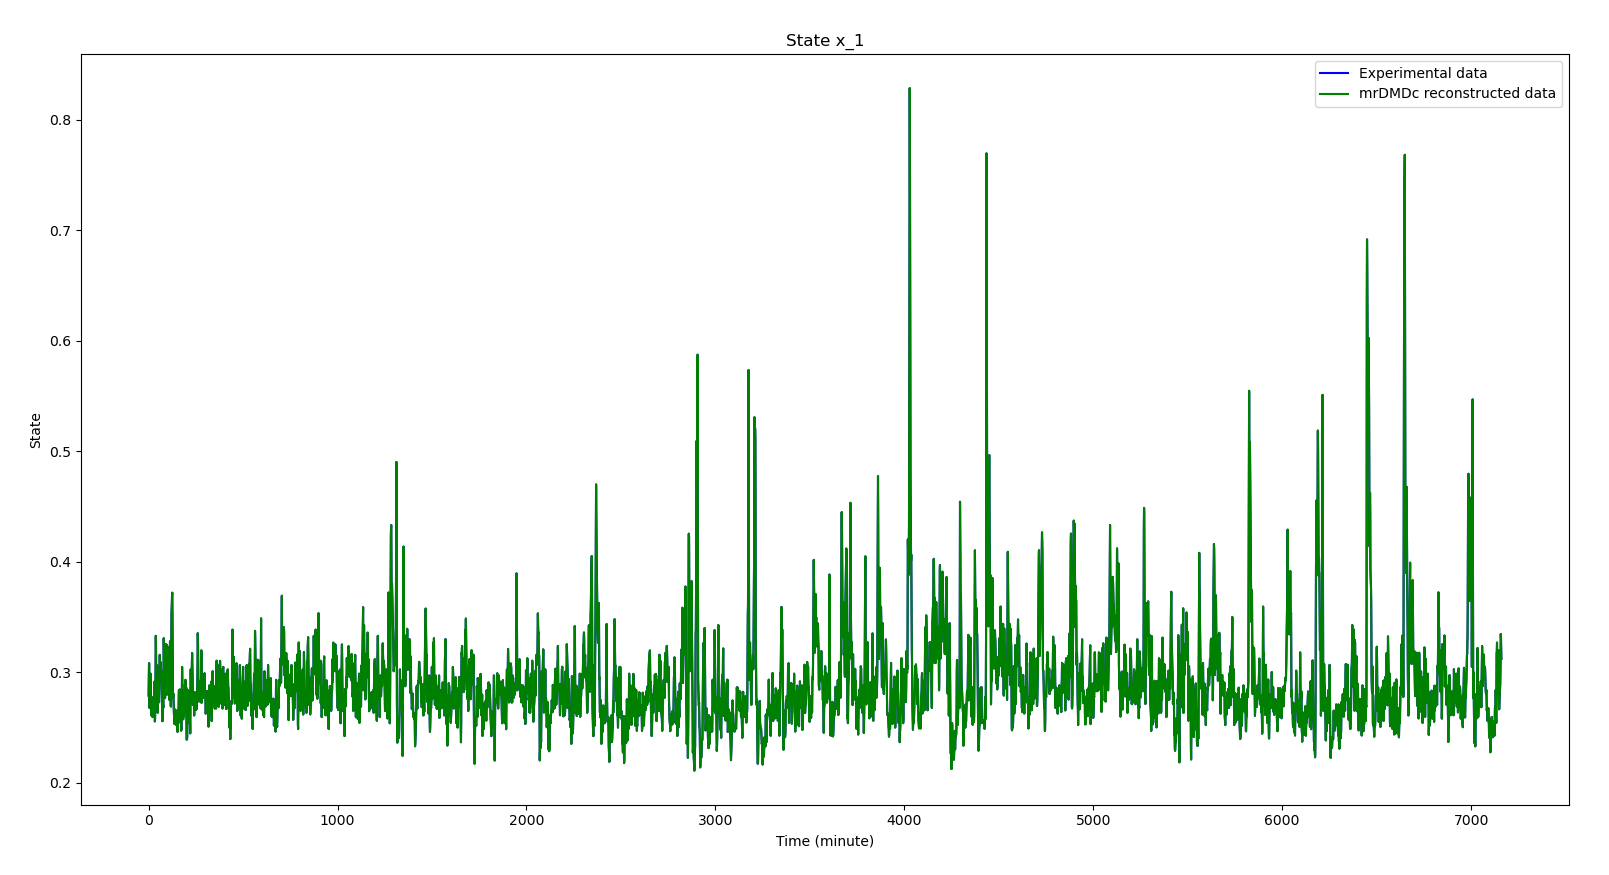 State x_1
Experimental data
mrDMDc reconstructed data
0.8
0.7
0.6
0.5
0.4
0.3
0.2
State
0 1000 2000 3000 4000 5000 6000 7000
Time (minute)